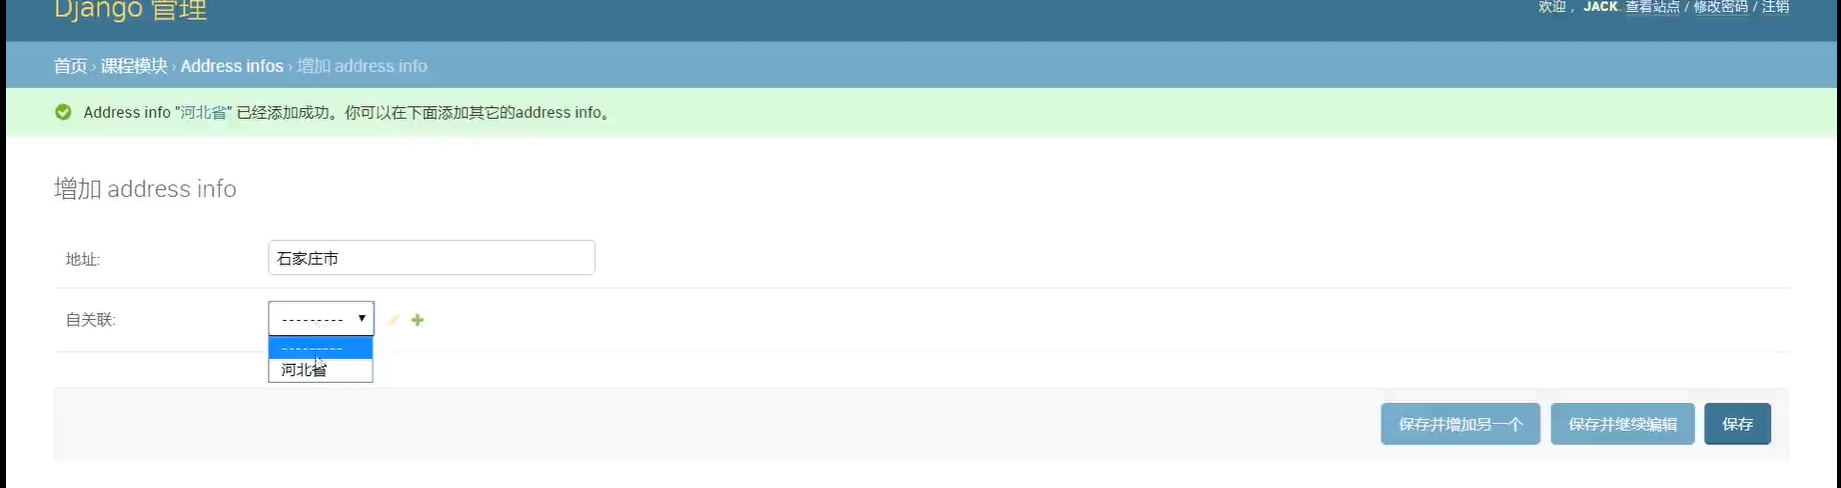 Django 管理
欢迎， JACK. 查看站点 / 修改密码 / 注销
首页 › 课程模块 › Address infos › 增加 address info
Address info "河北省" 已经添加成功。你可以在下面添加其它的address info。
增加 address info
地址: 石家庄市
自关联: ---------
---------
河北省
保存并增加另一个 保存并继续编辑 保存